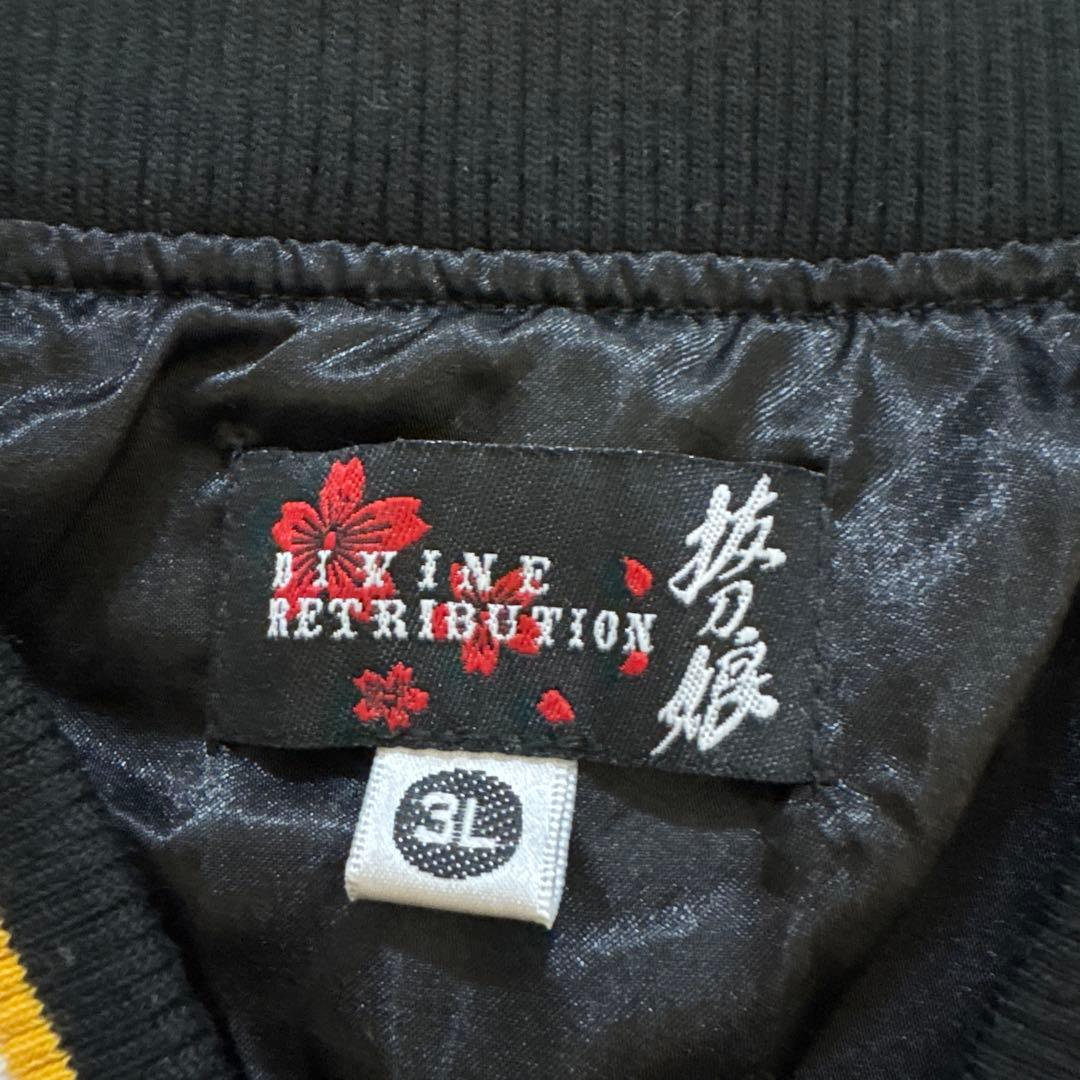 DIVINE
RETRIBUTION
抜刀娘
3L